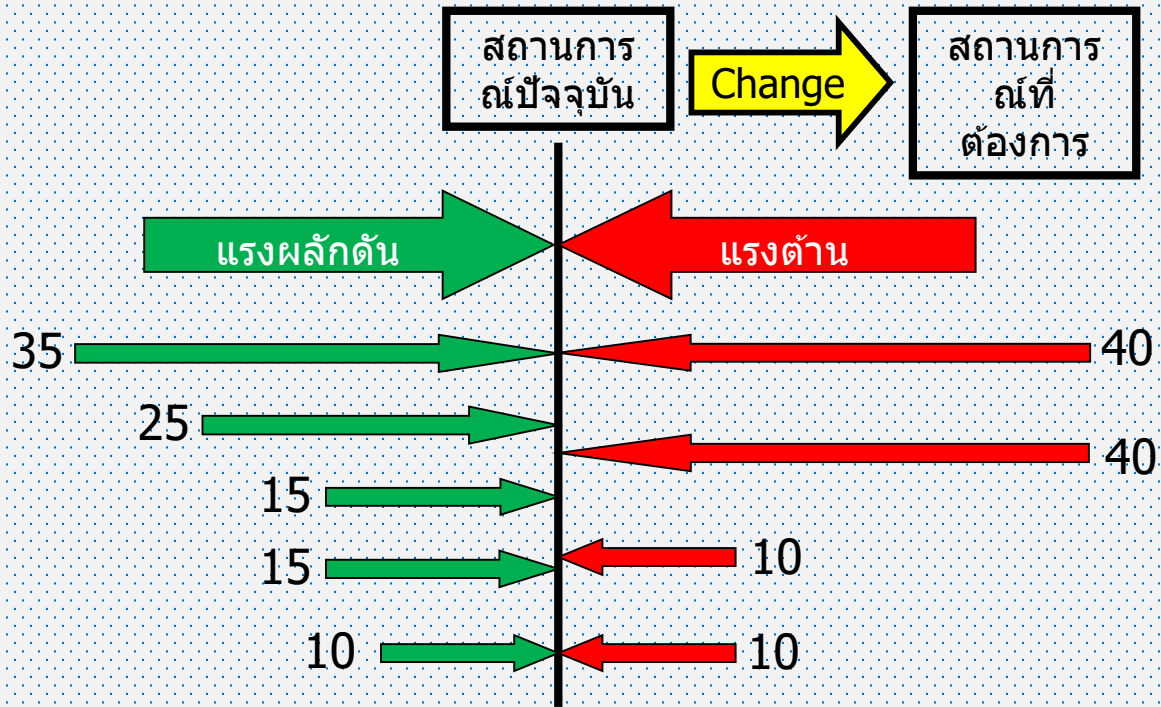 สถานการ
ณ์ปัจจุบัน
Change
สถานการ
ณ์ที่
ต้องการ
แรงผลักดัน
แรงต้าน
35
40
25
40
15
15
10
10
10